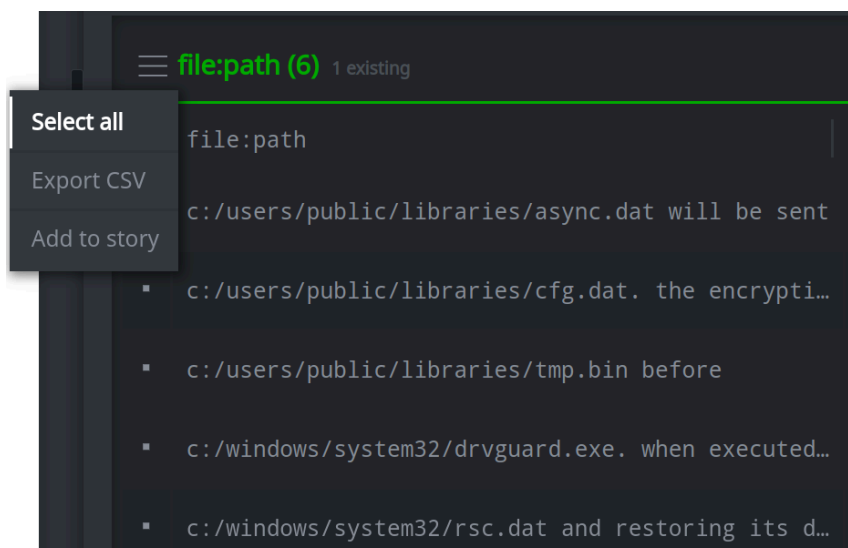 file:path (6) 1 existing
Select all
Export CSV
Add to story
file:path
c:/users/public/libraries/async.dat will be sent
c:/users/public/libraries/cfg.dat. the encrypti…
c:/users/public/libraries/tmp.bin before
c:/windows/system32/drvguard.exe. when executed…
c:/windows/system32/rsc.dat and restoring its d…